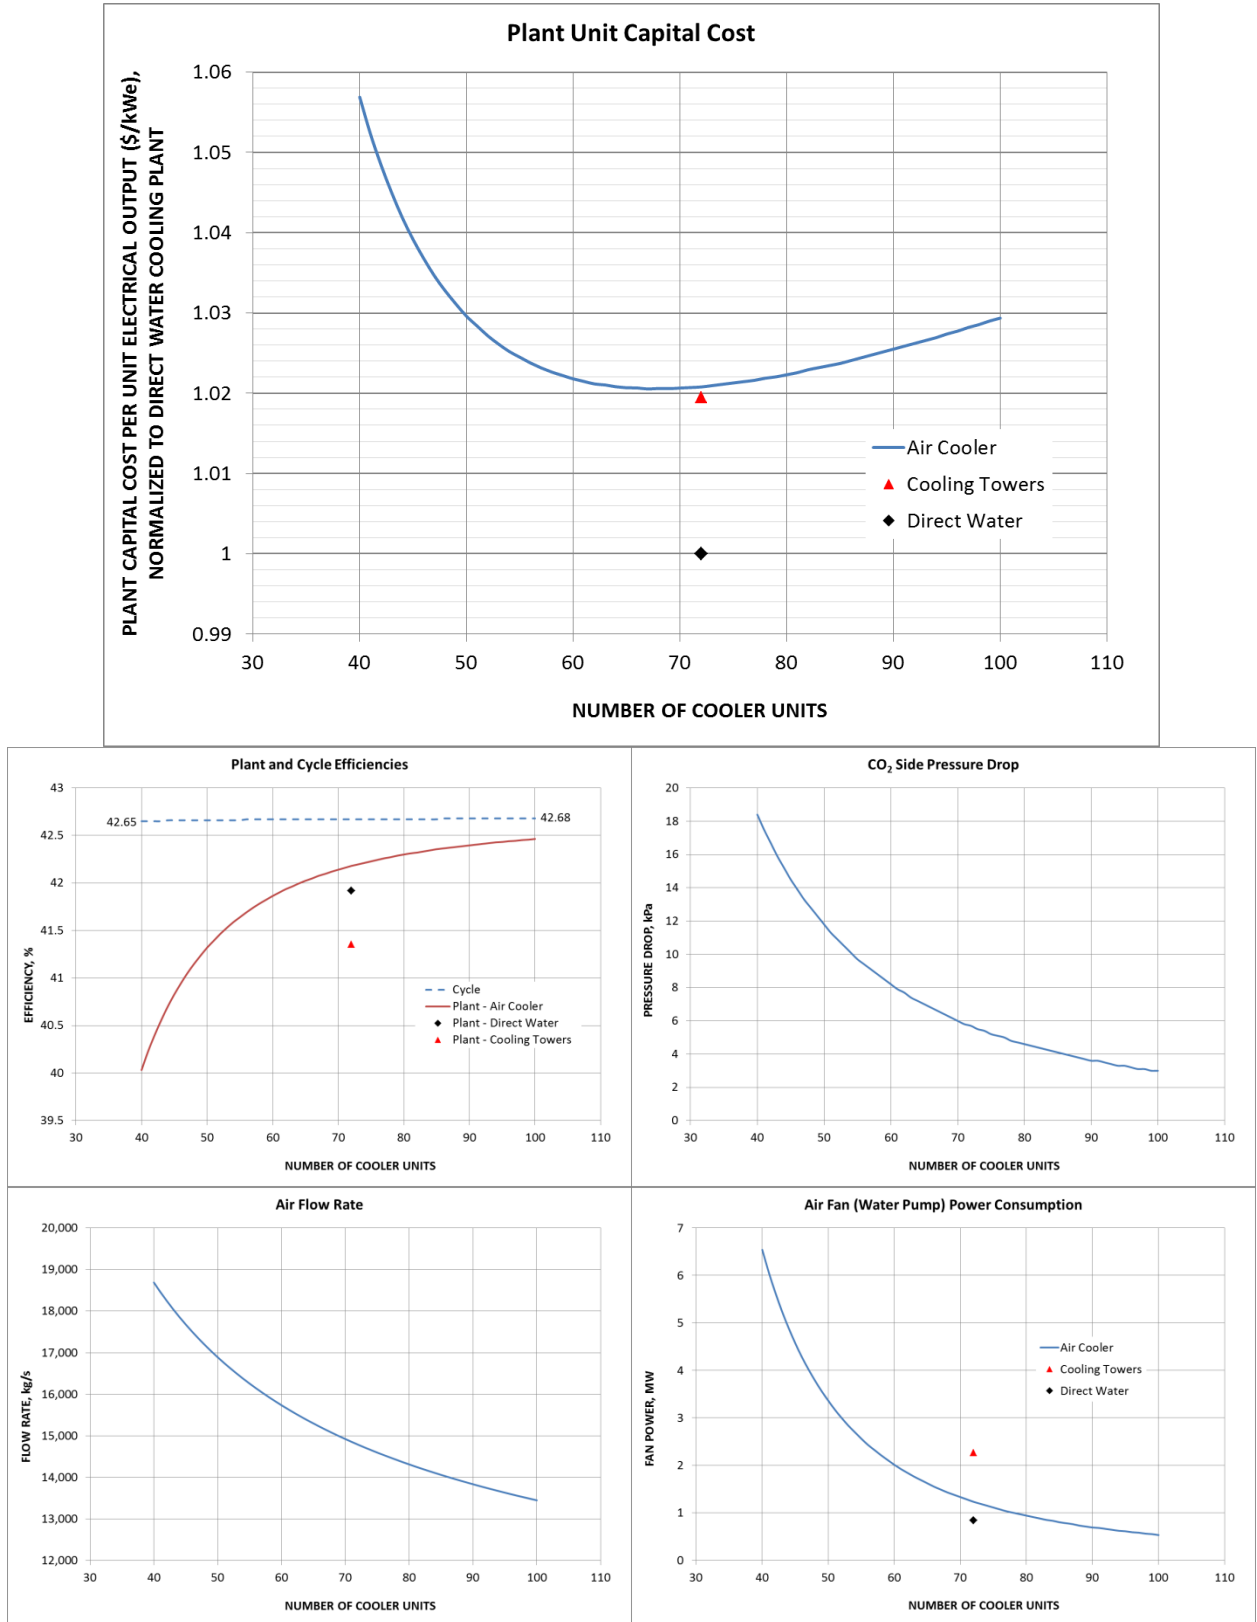 Plant Unit Capital Cost
PLANT CAPITAL COST PER UNIT ELECTRICAL OUTPUT ($/kWe),
NORMALIZED TO DIRECT WATER COOLING PLANT
1.06
1.05
1.04
1.03
1.02
1.01
1
0.99
Air Cooler
Cooling Towers
Direct Water
30 40 50 60 70 80 90 100 110
NUMBER OF COOLER UNITS
Plant and Cycle Efficiencies
EFFICIENCY, %
43
42.5
42
41.5
41
40.5
40
39.5
42.65
42.68
Cycle
Plant - Air Cooler
Plant - Direct Water
Plant - Cooling Towers
30 40 50 60 70 80 90 100 110
NUMBER OF COOLER UNITS
CO₂ Side Pressure Drop
PRESSURE DROP, kPa
20
18
16
14
12
10
8
6
4
2
0
30 40 50 60 70 80 90 100 110
NUMBER OF COOLER UNITS
Air Flow Rate
FLOW RATE, kg/s
20,000
19,000
18,000
17,000
16,000
15,000
14,000
13,000
12,000
30 40 50 60 70 80 90 100 110
NUMBER OF COOLER UNITS
Air Fan (Water Pump) Power Consumption
FAN POWER, MW
7
6
5
4
3
2
1
0
Air Cooler
Cooling Towers
Direct Water
30 40 50 60 70 80 90 100 110
NUMBER OF COOLER UNITS